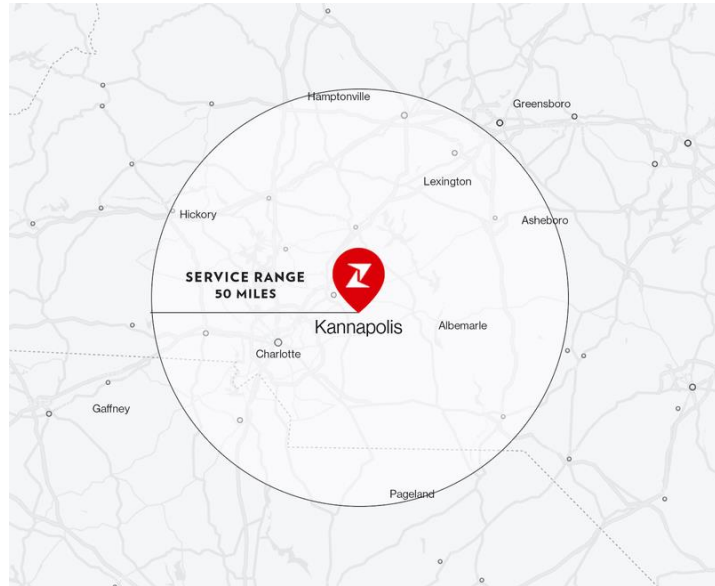 Hamptonville
Greensboro
Lexington
Hickory
Asheboro
SERVICE RANGE
50 MILES
Kannapolis
Albemarle
Charlotte
Gaffney
Pageland